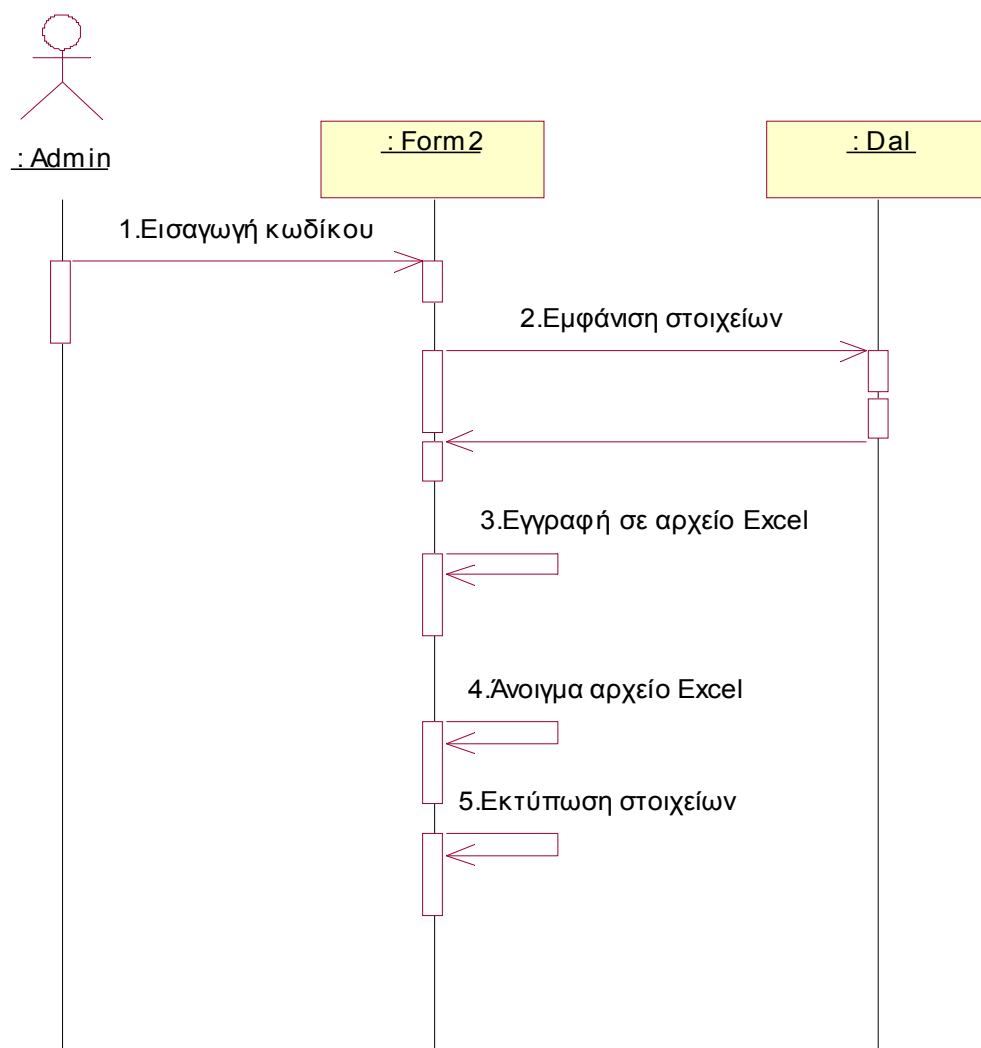 : Admin
: Form2
: Dal
1.Εισαγωγή κωδίκου
2.Εμφάνιση στοιχείων
3.Εγγραφή σε αρχείο Excel
4.Άνοιγμα αρχείο Excel
5.Εκτύπωση στοιχείων